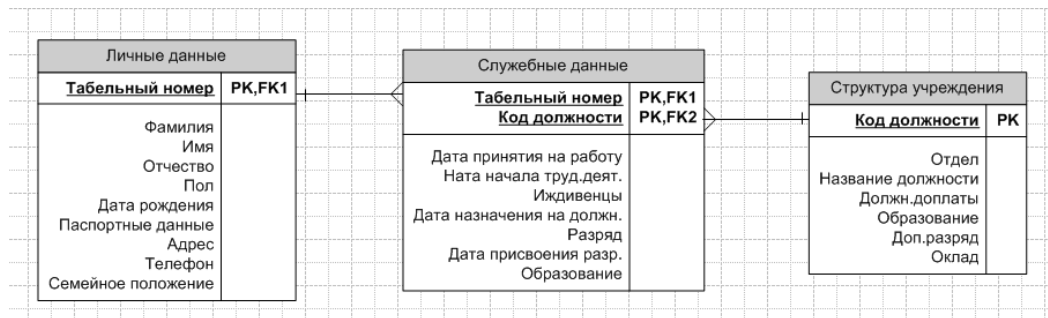 Личные данные
Табельный номер PK,FK1
Фамилия
Имя
Отчество
Пол
Дата рождения
Паспортные данные
Адрес
Телефон
Семейное положение
Служебные данные
Табельный номер PK,FK1
Код должности PK,FK2
Дата принятия на работу
Ната начала труд.деят.
Иждивенцы
Дата назначения на должн.
Разряд
Дата присвоения разр.
Образование
Структура учреждения
Код должности PK
Отдел
Название должности
Должн.доплаты
Образование
Доп.разряд
Оклад